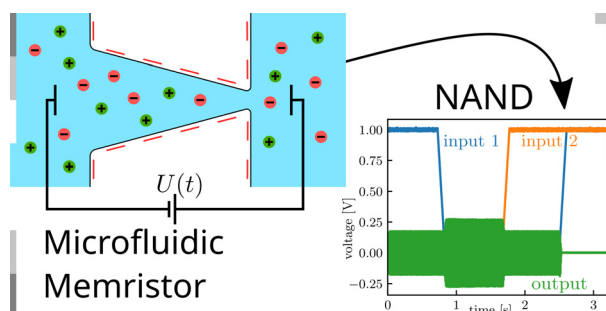 U(t)
Microfluidic
Memristor
NAND
1.00
0.75
0.50
0.25
0.00
−0.25
voltage [V]
input 1
input 2
output
0
1
2
3
time [s]